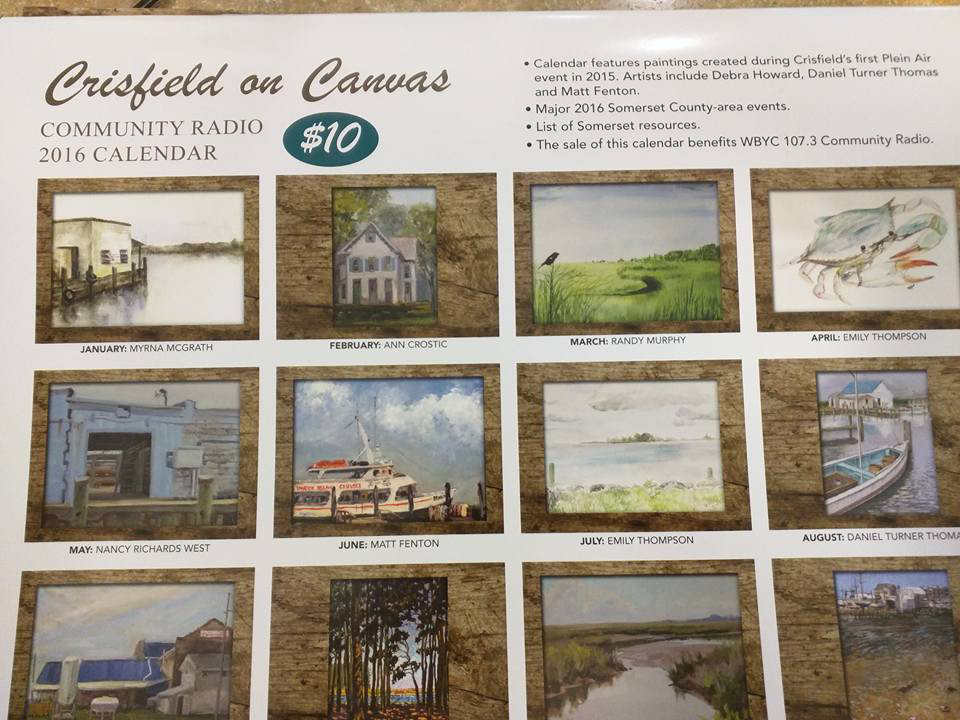 Crisfield on Canvas
COMMUNITY RADIO
2016 CALENDAR
$10
• Calendar features paintings created during Crisfield's first Plein Air
event in 2015. Artists include Debra Howard, Daniel Turner Thomas
and Matt Fenton.
• Major 2016 Somerset County-area events.
• List of Somerset resources.
• The sale of this calendar benefits WBYC 107.3 Community Radio.
JANUARY: MYRNA MCGRATH
FEBRUARY: ANN CROSTIC
MARCH: RANDY MURPHY
APRIL: EMILY THOMPSON
MAY: NANCY RICHARDS WEST
JUNE: MATT FENTON
JULY: EMILY THOMPSON
AUGUST: DANIEL TURNER THOMA